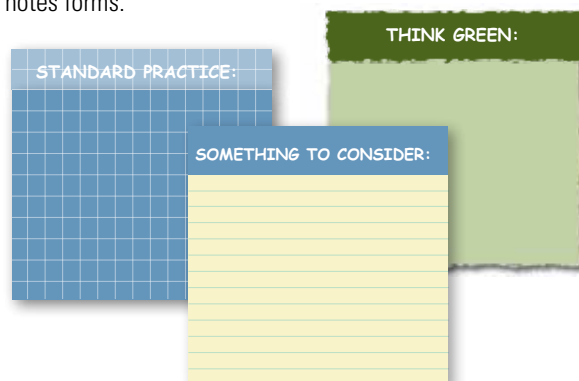 notes forms.
THINK GREEN:
STANDARD PRACTICE:
SOMETHING TO CONSIDER: